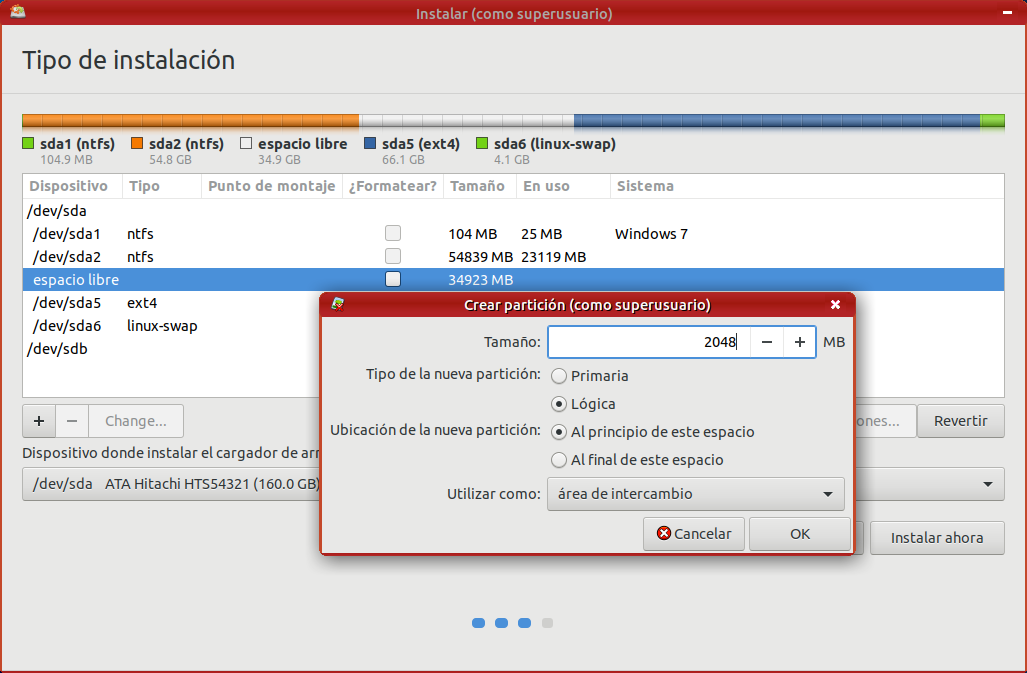 Instalar (como superusuario)
Tipo de instalación
sda1 (ntfs) sda2 (ntfs) espacio libre sda5 (ext4) sda6 (linux-swap)
104.9 MB 54.8 GB 34.9 GB 66.1 GB 4.1 GB
Dispositivo Tipo Punto de montaje ¿Formatear? Tamaño En uso Sistema
/dev/sda
/dev/sda1 ntfs 104 MB 25 MB Windows 7
/dev/sda2 ntfs 54839 MB 23119 MB
espacio libre 34923 MB
/dev/sda5 ext4
/dev/sda6 linux-swap
/dev/sdb
+ − Change... ones... Revertir
Dispositivo donde instalar el cargador de arr
/dev/sda ATA Hitachi HTS54321 (160.0 GB)
Instalar ahora
Crear partición (como superusuario)
Tamaño: 2048 − + MB
Tipo de la nueva partición: Primaria
Lógica
Ubicación de la nueva partición: Al principio de este espacio
Al final de este espacio
Utilizar como: área de intercambio
Cancelar OK